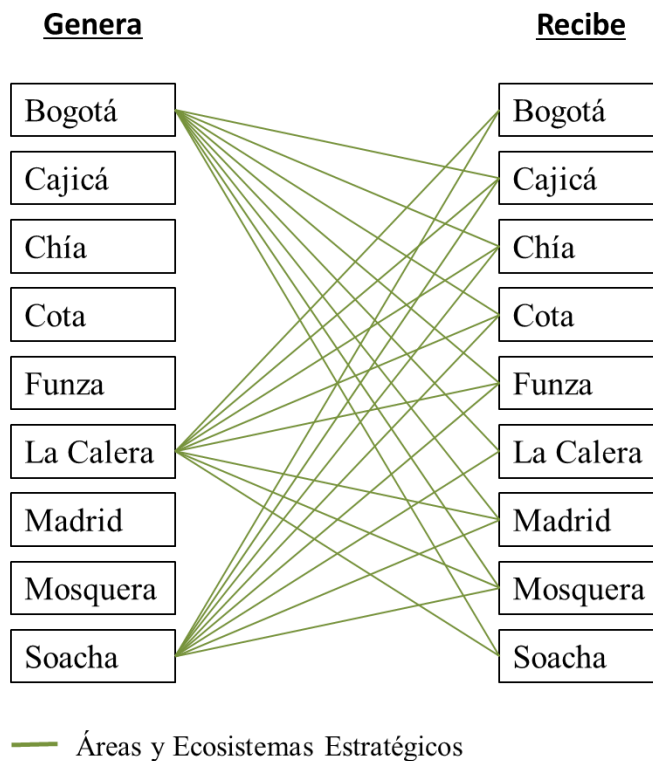 Genera Recibe
Bogotá Bogotá
Cajicá Cajicá
Chía Chía
Cota Cota
Funza Funza
La Calera La Calera
Madrid Madrid
Mosquera Mosquera
Soacha Soacha
Áreas y Ecosistemas Estratégicos